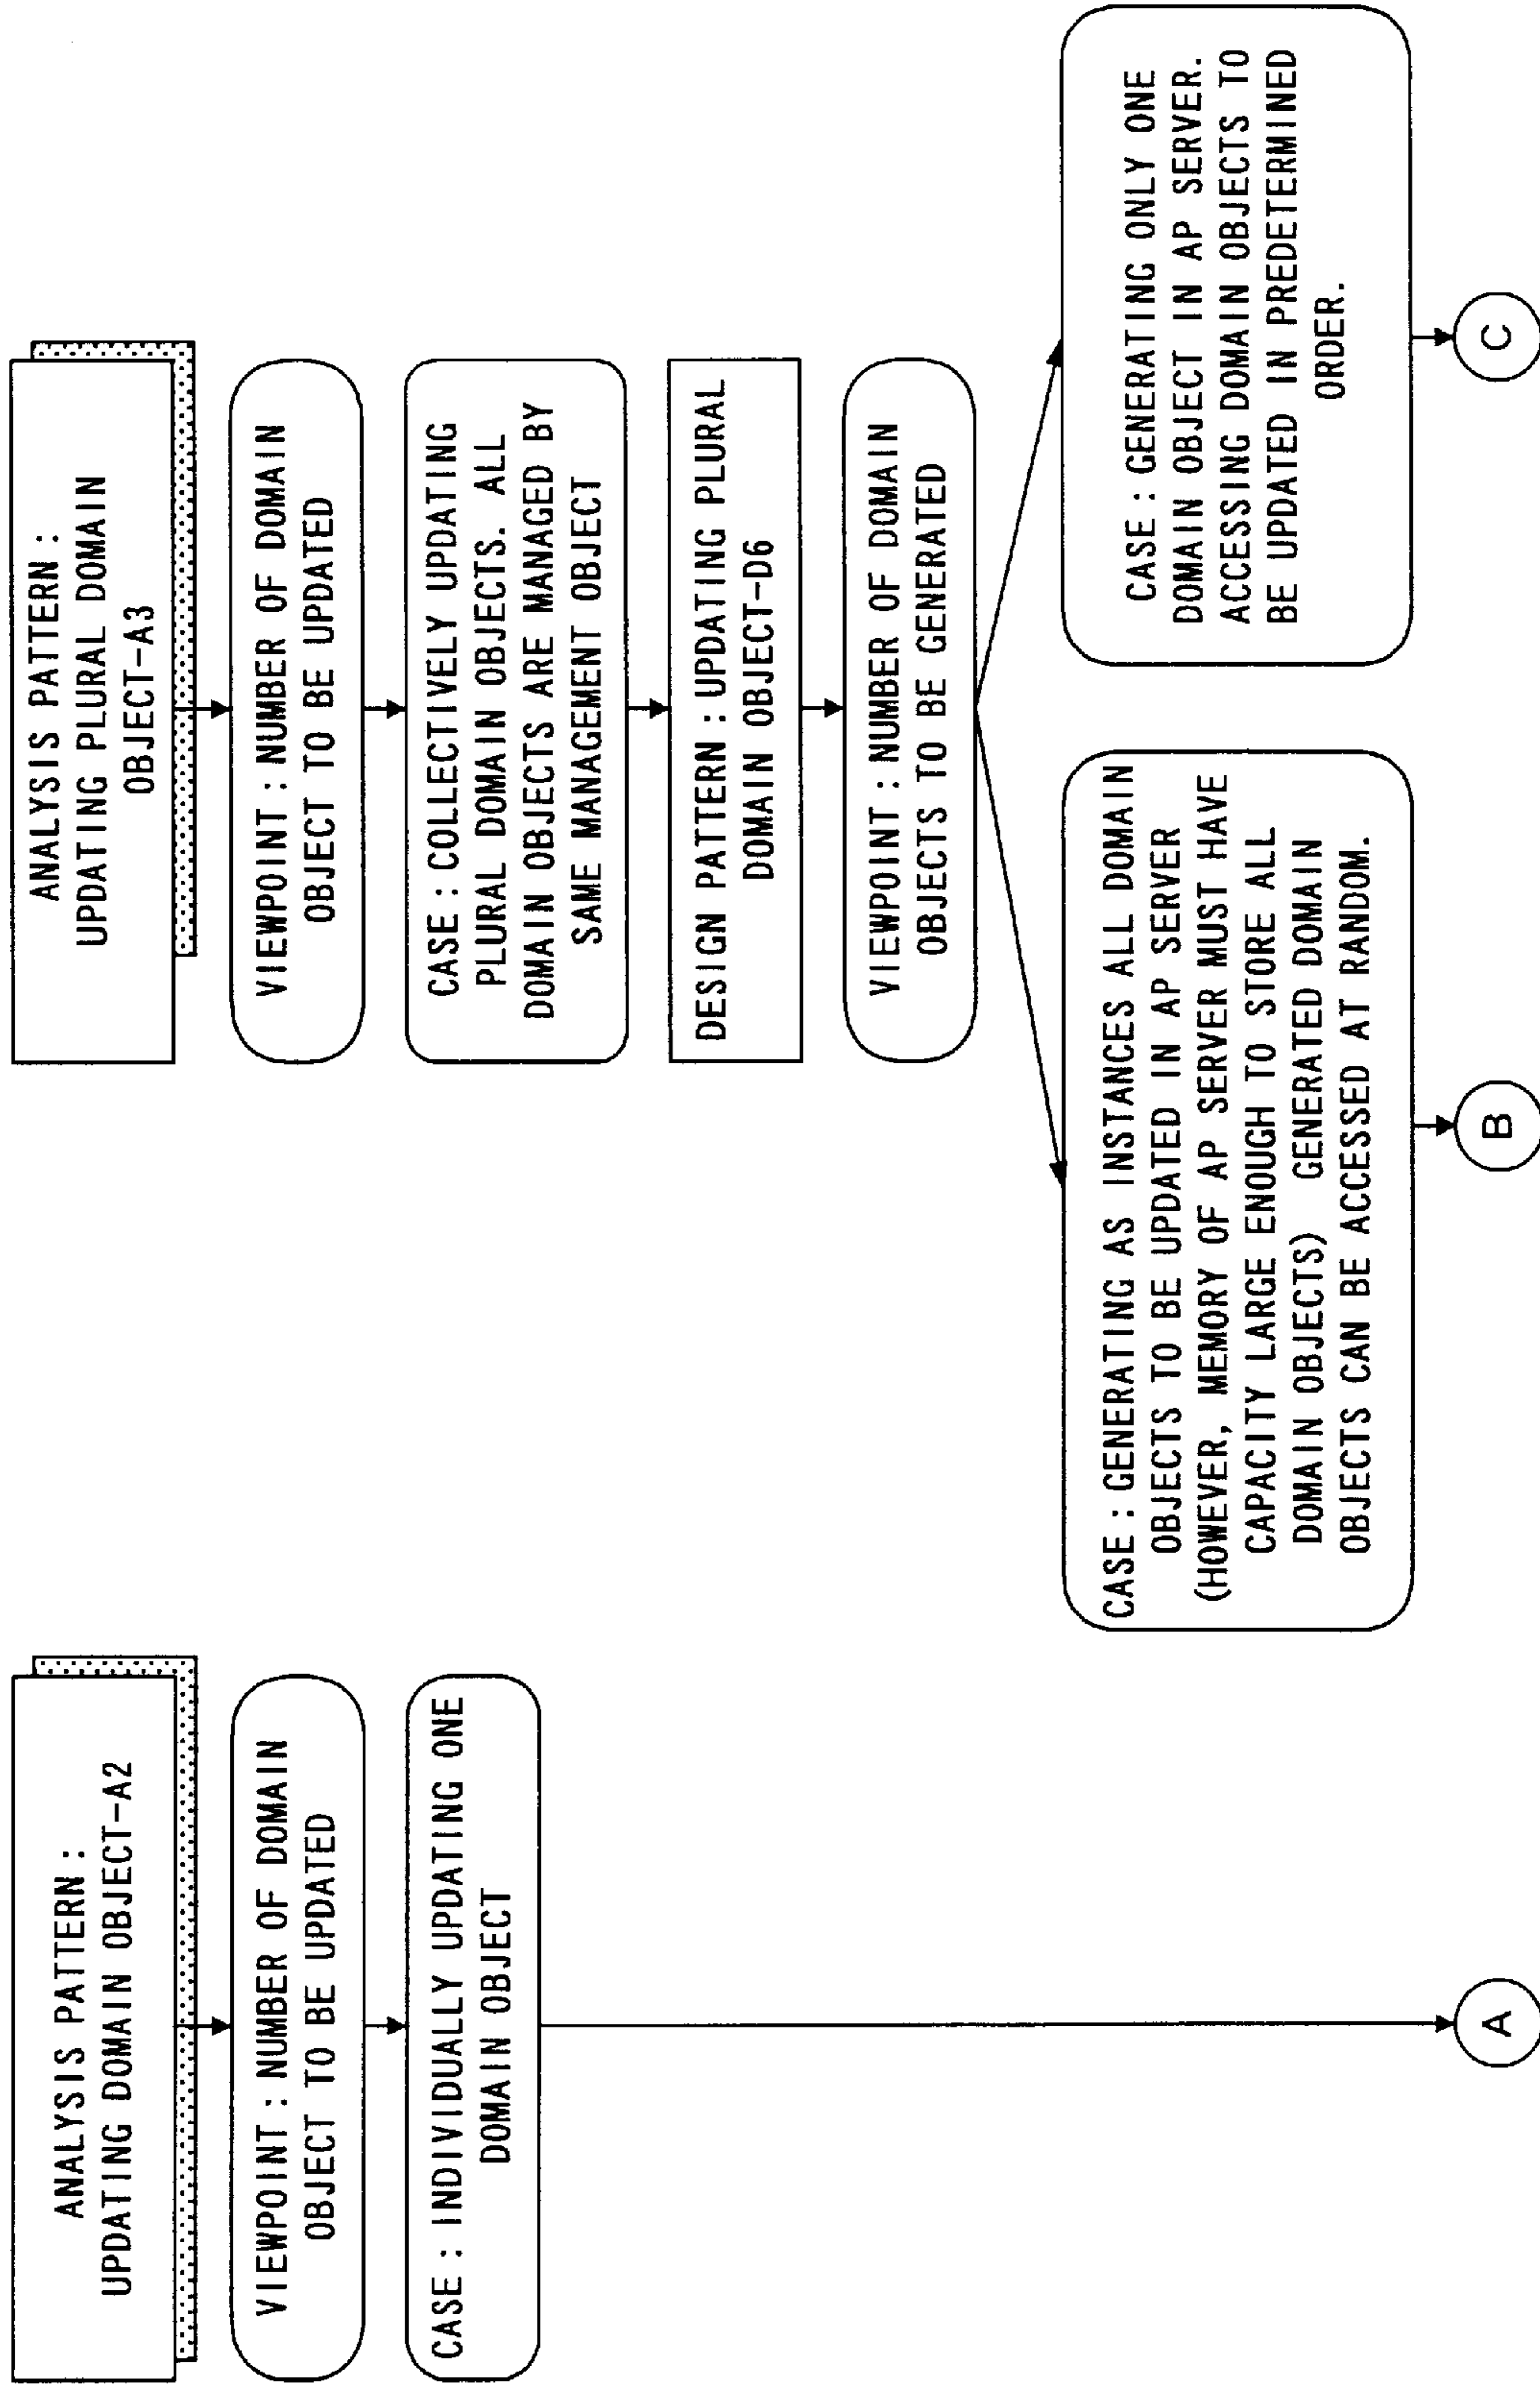 ANALYSIS PATTERN :
UPDATING DOMAIN OBJECT-A2
VIEWPOINT : NUMBER OF DOMAIN
OBJECT TO BE UPDATED
CASE : INDIVIDUALLY UPDATING ONE
DOMAIN OBJECT
A
ANALYSIS PATTERN :
UPDATING PLURAL DOMAIN
OBJECT-A3
VIEWPOINT : NUMBER OF DOMAIN
OBJECT TO BE UPDATED
CASE : COLLECTIVELY UPDATING
PLURAL DOMAIN OBJECTS. ALL
DOMAIN OBJECTS ARE MANAGED BY
SAME MANAGEMENT OBJECT
DESIGN PATTERN : UPDATING PLURAL
DOMAIN OBJECT-D6
VIEWPOINT : NUMBER OF DOMAIN
OBJECTS TO BE GENERATED
CASE : GENERATING AS INSTANCES ALL DOMAIN
OBJECTS TO BE UPDATED IN AP SERVER
(HOWEVER, MEMORY OF AP SERVER MUST HAVE
CAPACITY LARGE ENOUGH TO STORE ALL
DOMAIN OBJECTS) GENERATED DOMAIN
OBJECTS CAN BE ACCESSED AT RANDOM.
B
CASE : GENERATING ONLY ONE
DOMAIN OBJECT IN AP SERVER.
ACCESSING DOMAIN OBJECTS TO
BE UPDATED IN PREDETERMINED
ORDER.
C